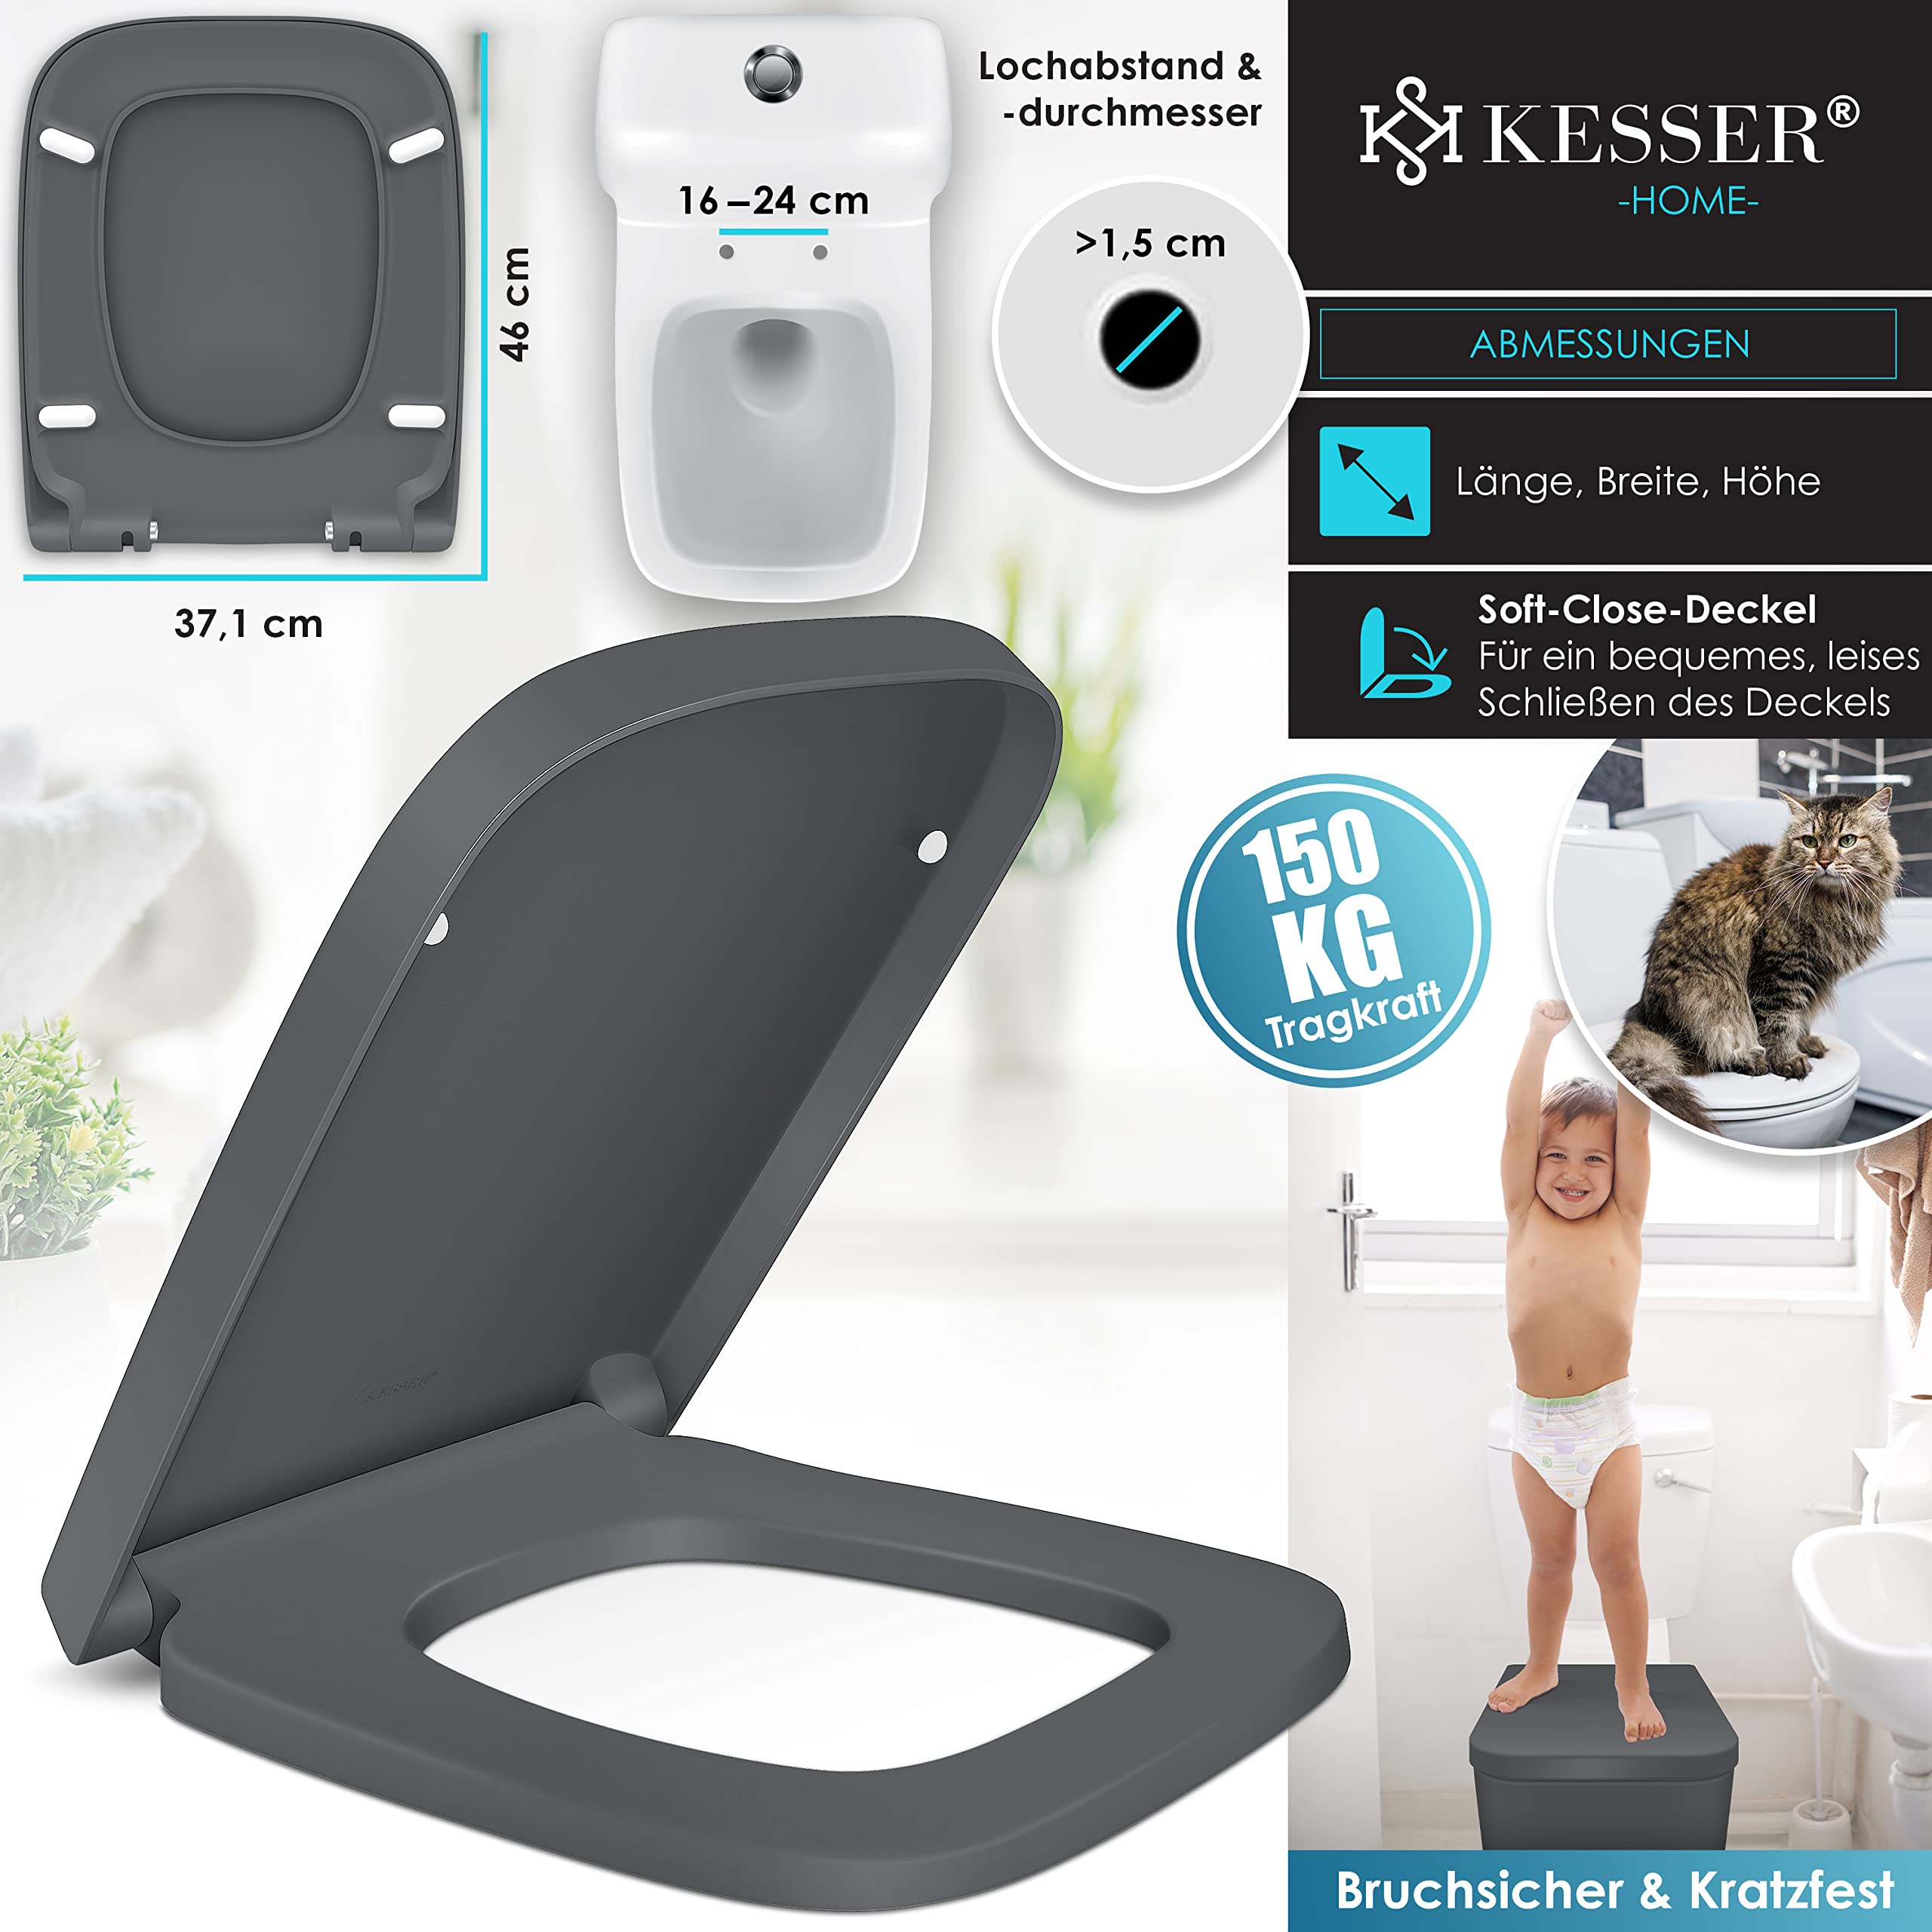 46 cm
37,1 cm
16–24 cm
Lochabstand &
-durchmesser
>1,5 cm
KESSER®
-HOME-
ABMESSUNGEN
Länge, Breite, Höhe
Soft-Close-Deckel
Für ein bequemes, leises
Schließen des Deckels
150
KG
Tragkraft
KESSER
Bruchsicher & Kratzfest